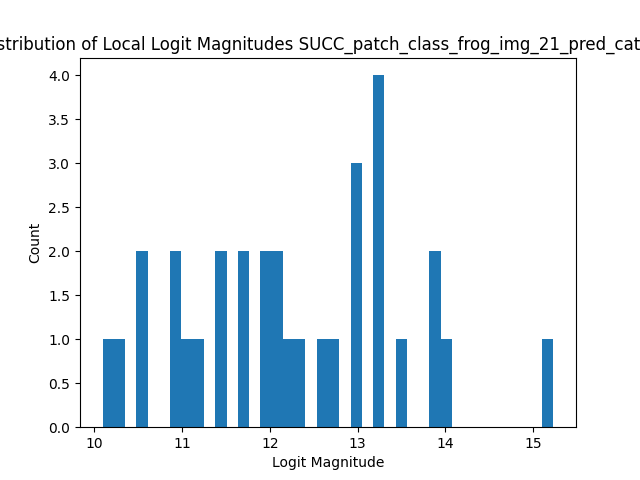 stribution of Local Logit Magnitudes SUCC_patch_class_frog_img_21_pred_cat
4.0
3.5
3.0
2.5
2.0
1.5
1.0
0.5
0.0
Count
10 11 12 13 14 15
Logit Magnitude